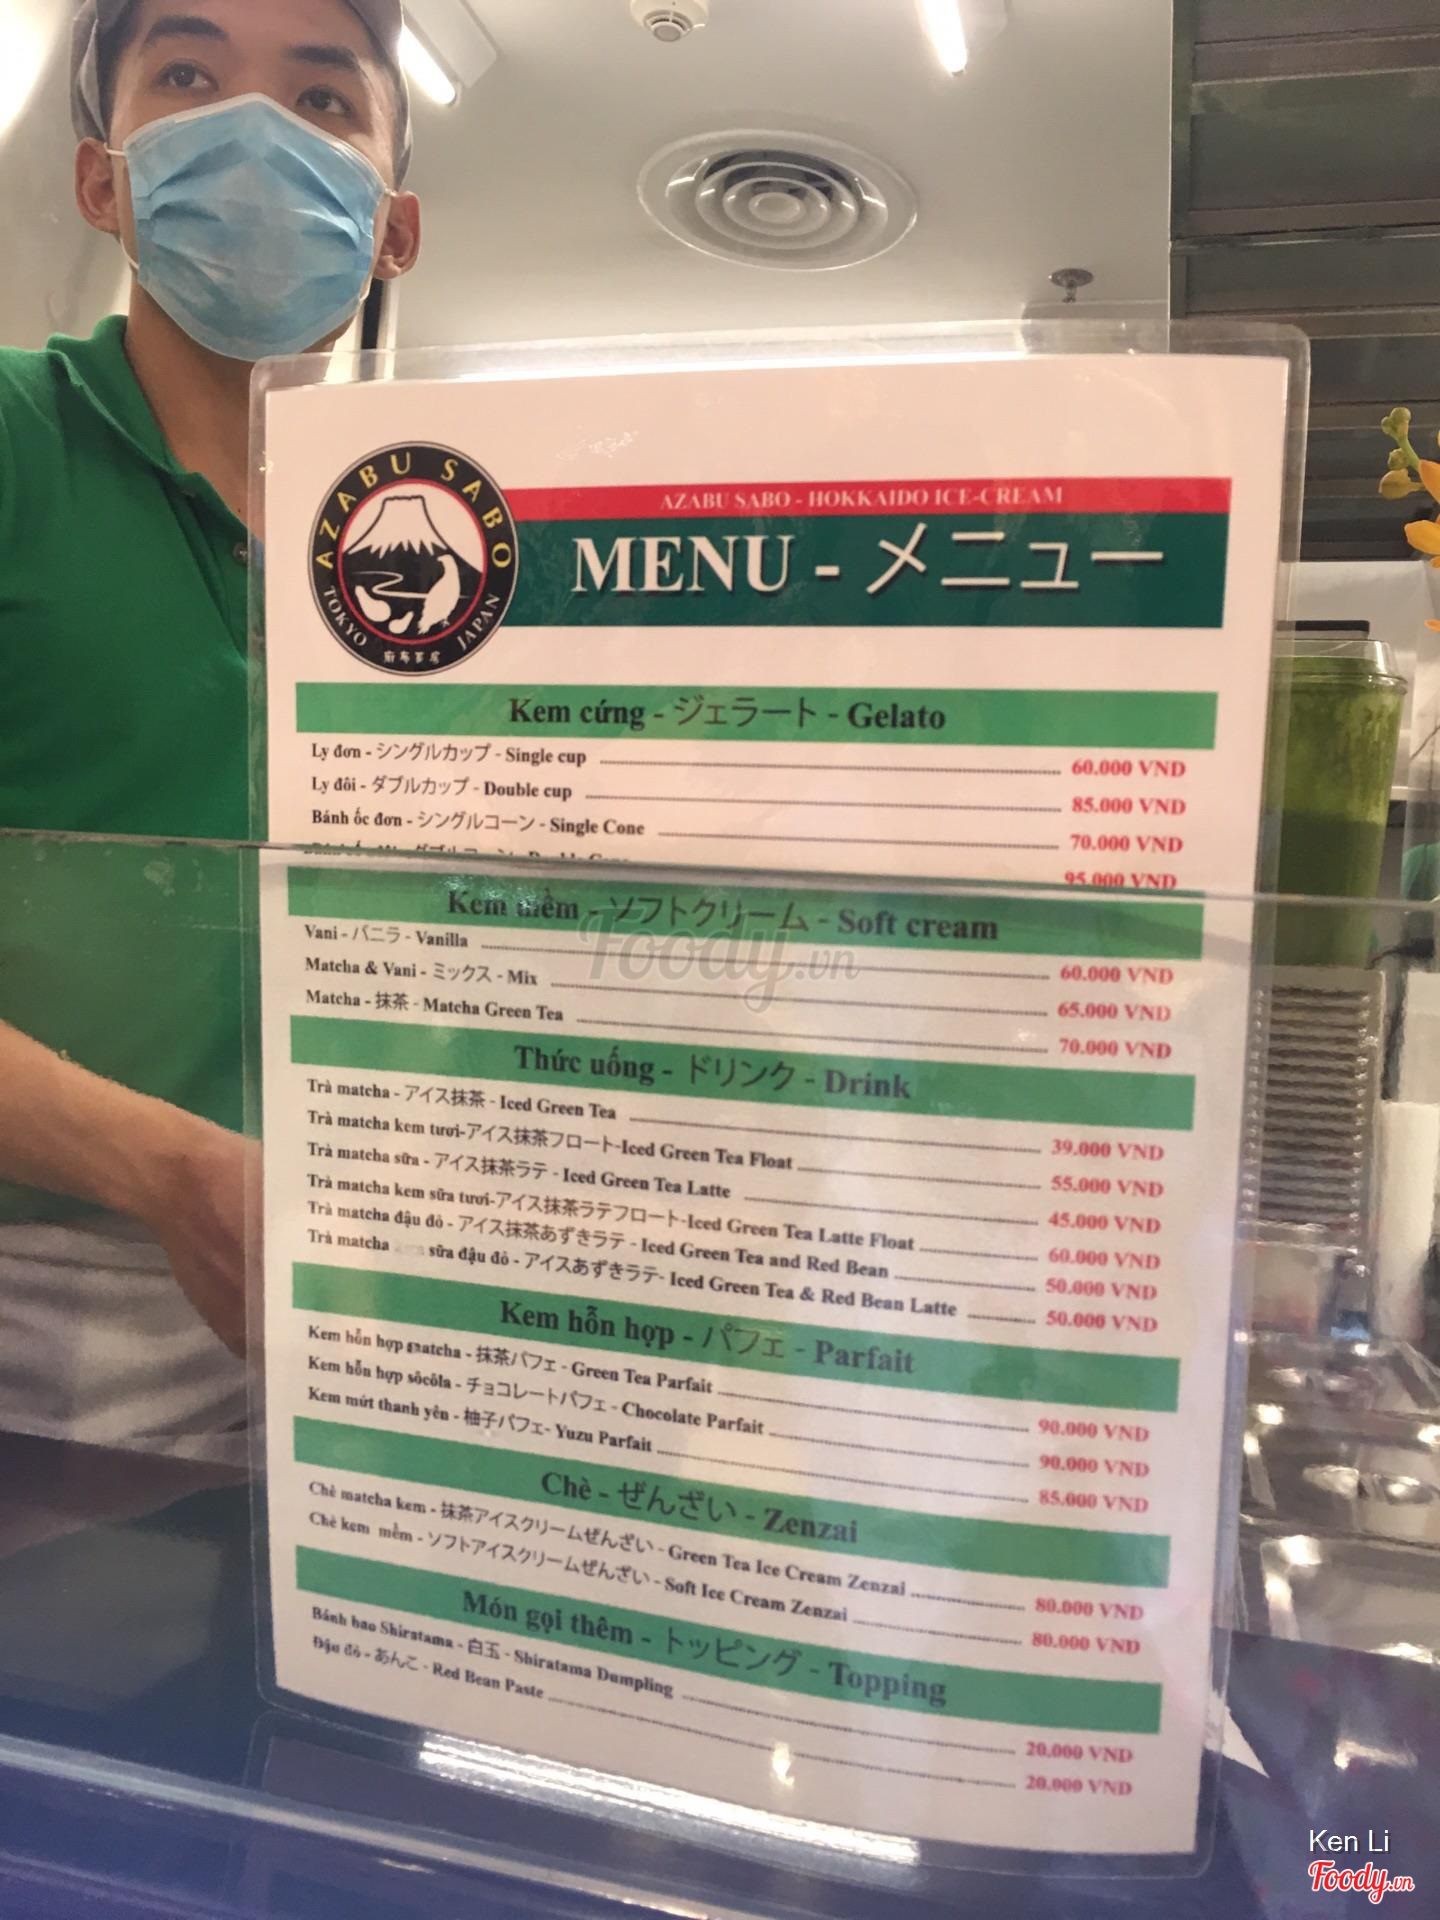 AZABU SABO
TOKYO JAPAN
麻布茶房
AZABU SABO - HOKKAIDO ICE-CREAM
MENU - メニュー
Kem cứng - ジェラート - Gelato
Ly đơn - シングルカップ - Single cup 60.000 VND
Ly đôi - ダブルカップ - Double cup 85.000 VND
Bánh ốc đơn - シングルコーン - Single Cone 70.000 VND
95.000 VND
Kem mềm - ソフトクリーム - Soft cream
Vani - バニラ - Vanilla 60.000 VND
Matcha & Vani - ミックス - Mix 65.000 VND
Matcha - 抹茶 - Matcha Green Tea 70.000 VND
Thức uống - ドリンク - Drink
Trà matcha - アイス抹茶 - Iced Green Tea 39.000 VND
Trà matcha kem tươi-アイス抹茶フロート-Iced Green Tea Float 55.000 VND
Trà matcha sữa - アイス抹茶ラテ - Iced Green Tea Latte 45.000 VND
Trà matcha kem sữa tươi-アイス抹茶ラテフロート-Iced Green Tea Latte Float 60.000 VND
Trà matcha đậu đỏ - アイス抹茶あずきラテ - Iced Green Tea and Red Bean 50.000 VND
Trà matcha sữa đậu đỏ - アイスあずきラテ- Iced Green Tea & Red Bean Latte 50.000 VND
Kem hỗn hợp - パフェ - Parfait
Kem hỗn hợp matcha - 抹茶パフェ - Green Tea Parfait 90.000 VND
Kem hỗn hợp sôcôla - チョコレートパフェ - Chocolate Parfait 90.000 VND
Kem mứt thanh yên - 柚子パフェ- Yuzu Parfait 85.000 VND
Chè - ぜんざい - Zenzai
Chè matcha kem - 抹茶アイスクリームぜんざい - Green Tea Ice Cream Zenzai 80.000 VND
Chè kem mềm - ソフトアイスクリームぜんざい - Soft Ice Cream Zenzai 80.000 VND
Món gọi thêm - トッピング - Topping
Bánh bao Shiratama - 白玉 - Shiratama Dumpling 20.000 VND
Đậu đỏ - あんこ - Red Bean Paste 20.000 VND
Foody.vn
Ken Li
Foody.vn